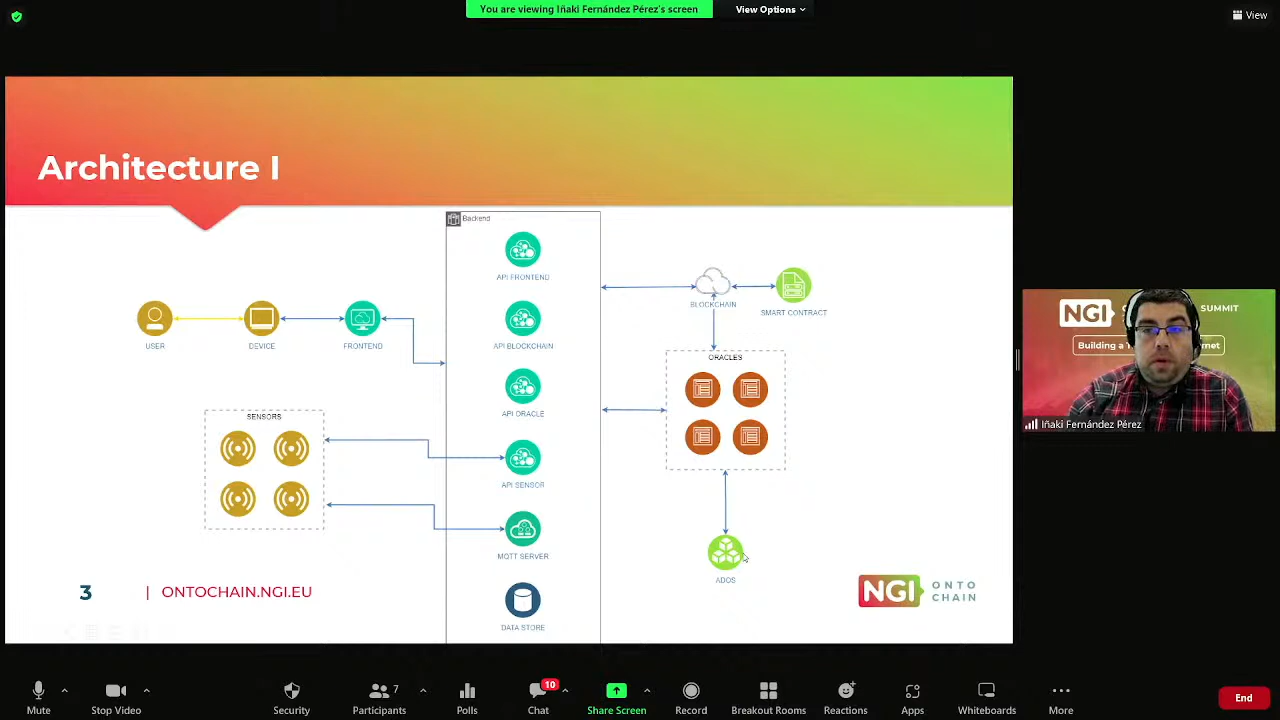 You are viewing Iñaki Fernández Pérez's screen
View Options
View
Architecture I
Backend
API FRONTEND
BLOCKCHAIN
SMART CONTRACT
USER
DEVICE
FRONTEND
API BLOCKCHAIN
ORACLES
API ORACLE
SENSORS
API SENSOR
MQTT SERVER
ADOS
DATA STORE
3
| ONTOCHAIN.NGI.EU
NGI
ONTO
CHAIN
NGI
SUMMIT
Iñaki Fernández Pérez
Mute
Stop Video
Security
7
Participants
Polls
10
Chat
Share Screen
Record
Breakout Rooms
Reactions
Apps
Whiteboards
More
End